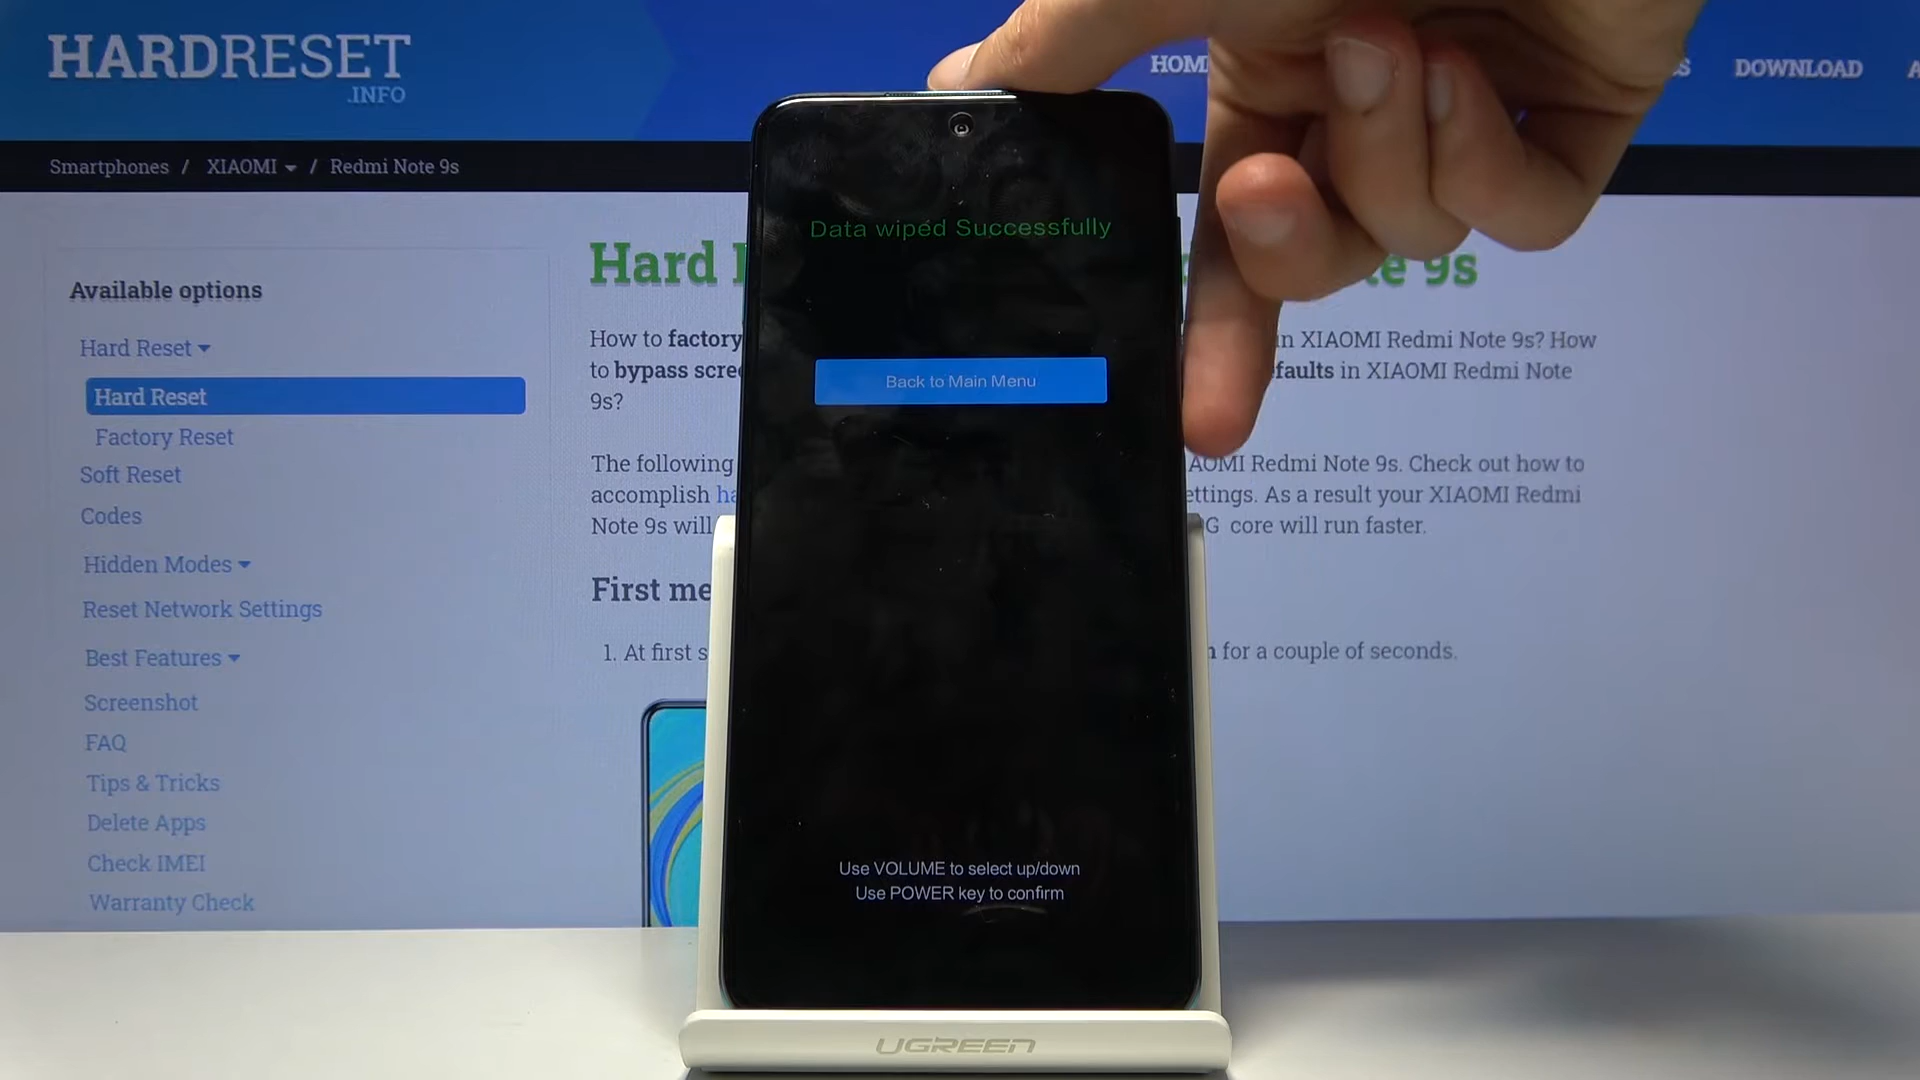 HARDRESET
.INFO
HOM
S
DOWNLOAD
A
Smartphones / XIAOMI / Redmi Note 9s
Available options
Hard Reset
Hard Reset
Factory Reset
Soft Reset
Codes
Hidden Modes
Reset Network Settings
Best Features
Screenshot
FAQ
Tips & Tricks
Delete Apps
Check IMEI
Warranty Check
Hard
te 9s
How to factory
in XIAOMI Redmi Note 9s? How
to bypass scre
faults in XIAOMI Redmi Note
9s?
The following
AOMI Redmi Note 9s. Check out how to
accomplish ha
ettings. As a result your XIAOMI Redmi
Note 9s will
G core will run faster.
First me
1. At first s
n for a couple of seconds.
Data wiped Successfully
Back to Main Menu
Use VOLUME to select up/down
Use POWER key to confirm
UGREEN